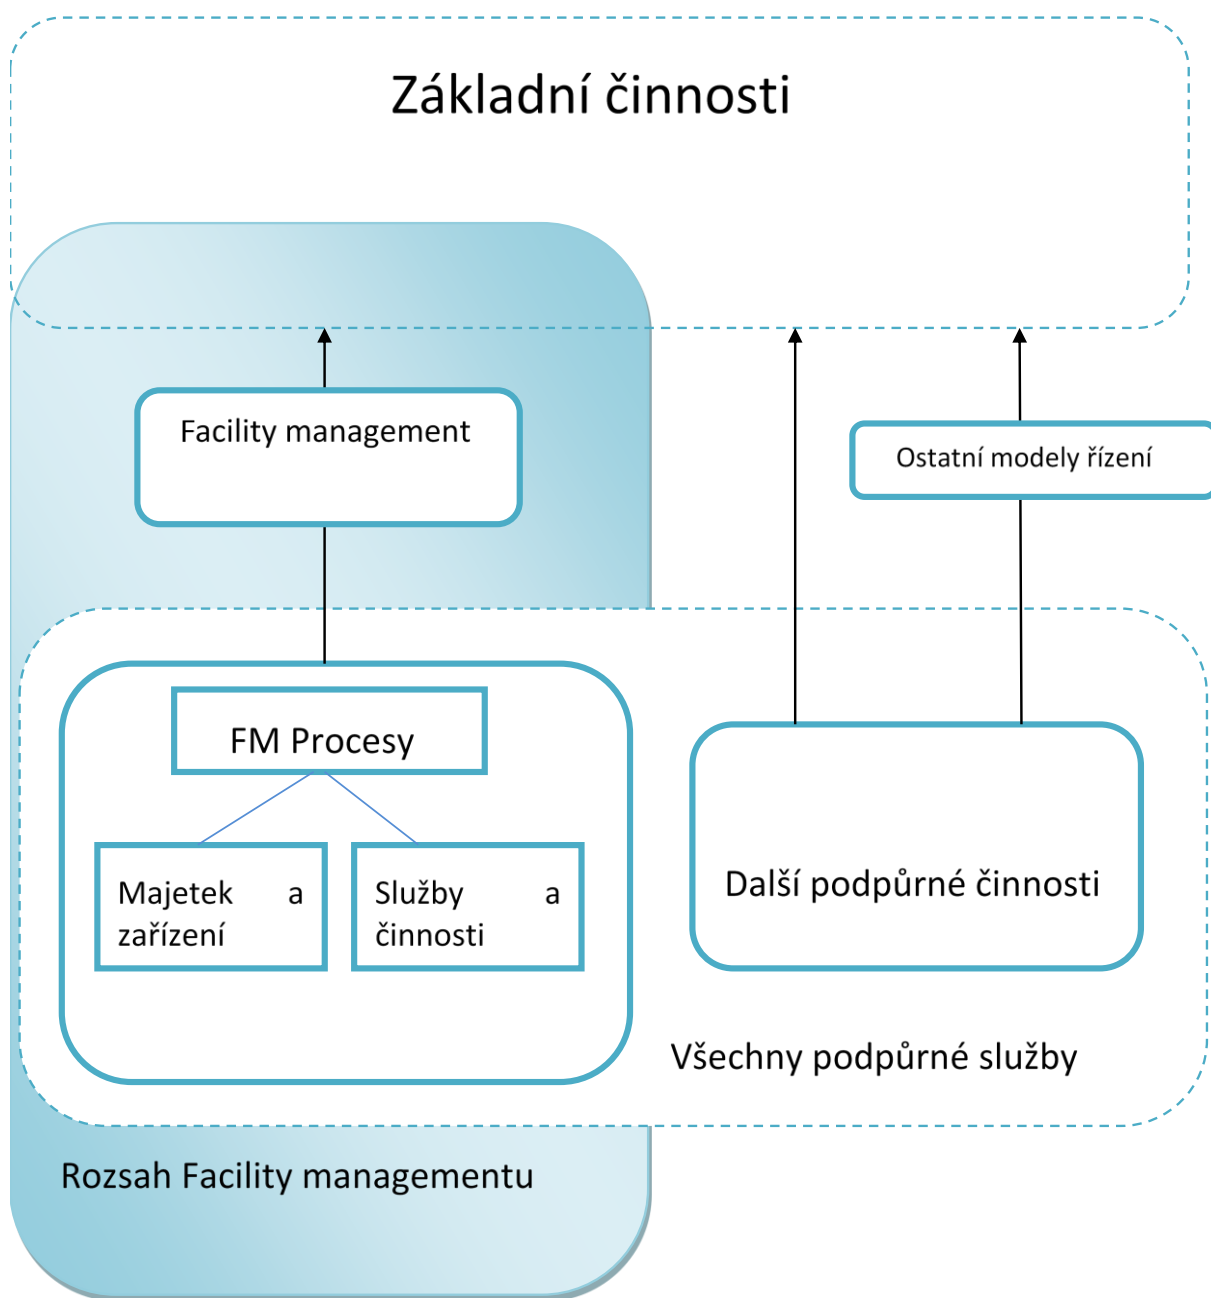 Základní činnosti
Facility management
Ostatní modely řízení
FM Procesy
Majetek a
zařízení
Služby a
činnosti
Další podpůrné činnosti
Všechny podpůrné služby
Rozsah Facility managementu